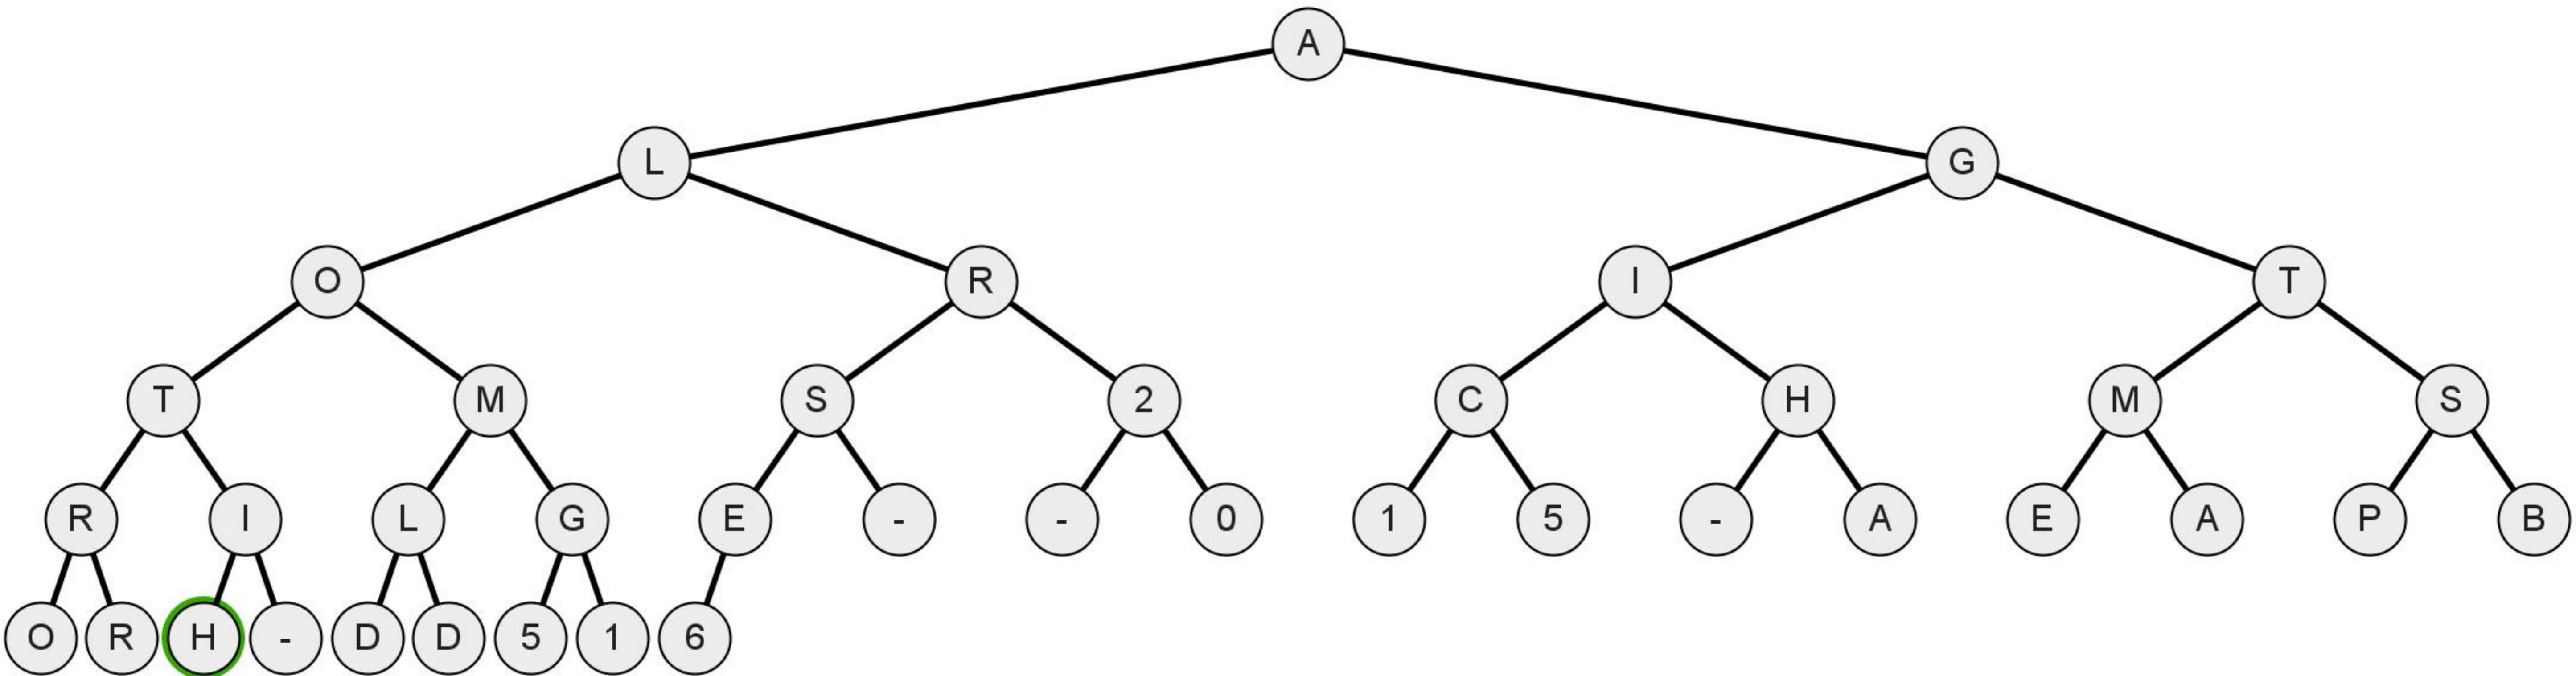 A
L G
O R I T
T M S 2 C H M S
R I L G E - - 0 1 5 - A E A P B
O R H - D D 5 1 6